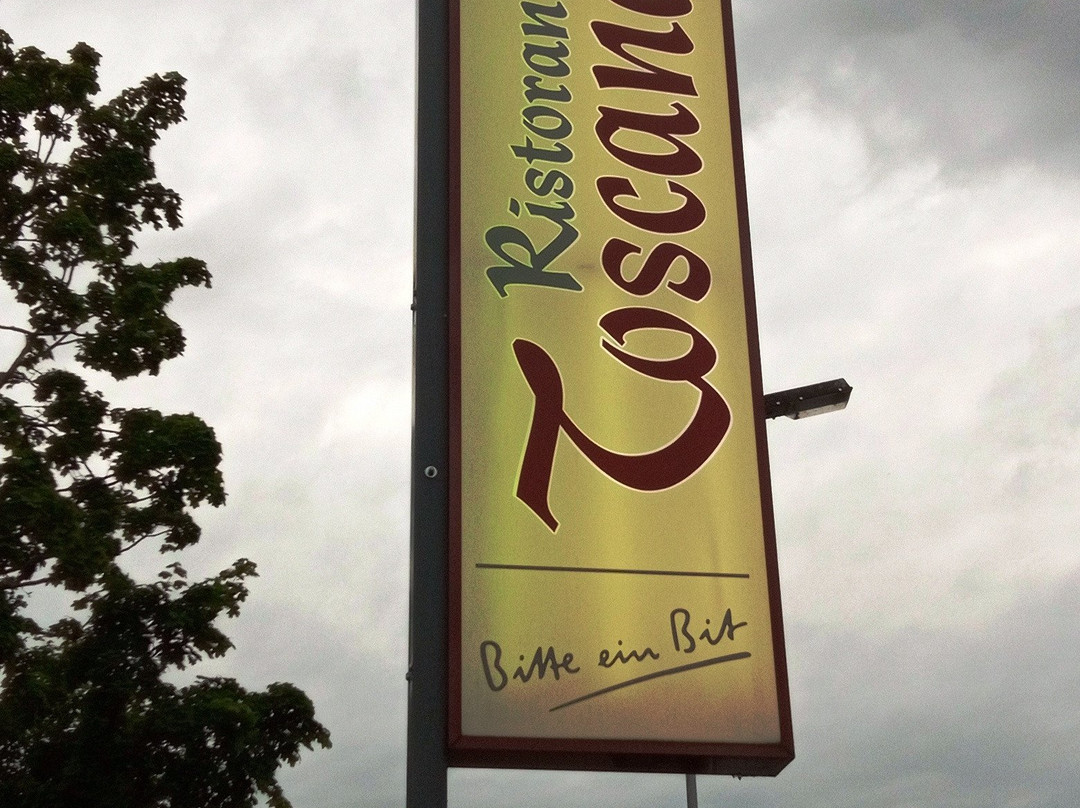 Ristoran
Toscan
Bitte ein Bit